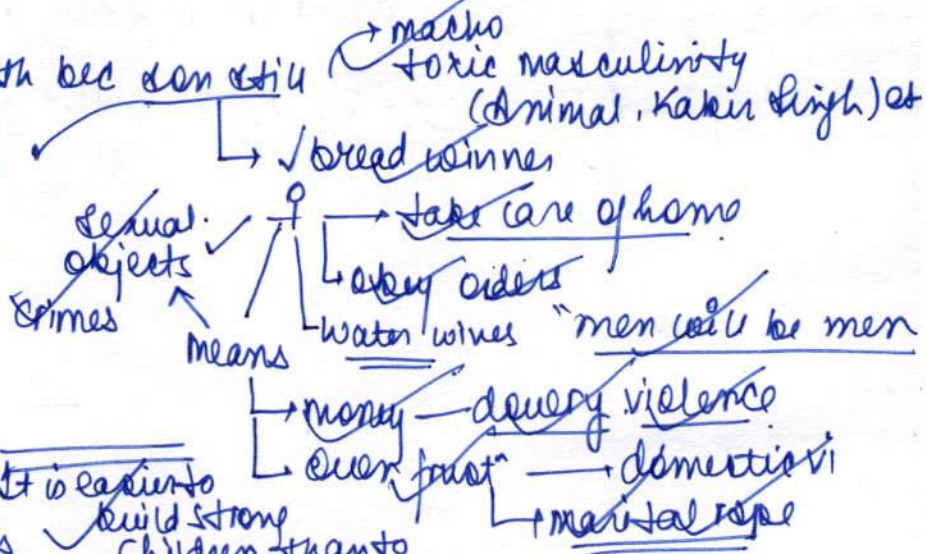 macho
th bec son still toxic masculinity
(Animal, Kabir Singh) et
bread winner
take care of home
sexual objects
obey orders
crimes
water wives "men will be men
means
money - dowry violence
over frust" domestic vi
It is easier to
build strong marital rape
children than to